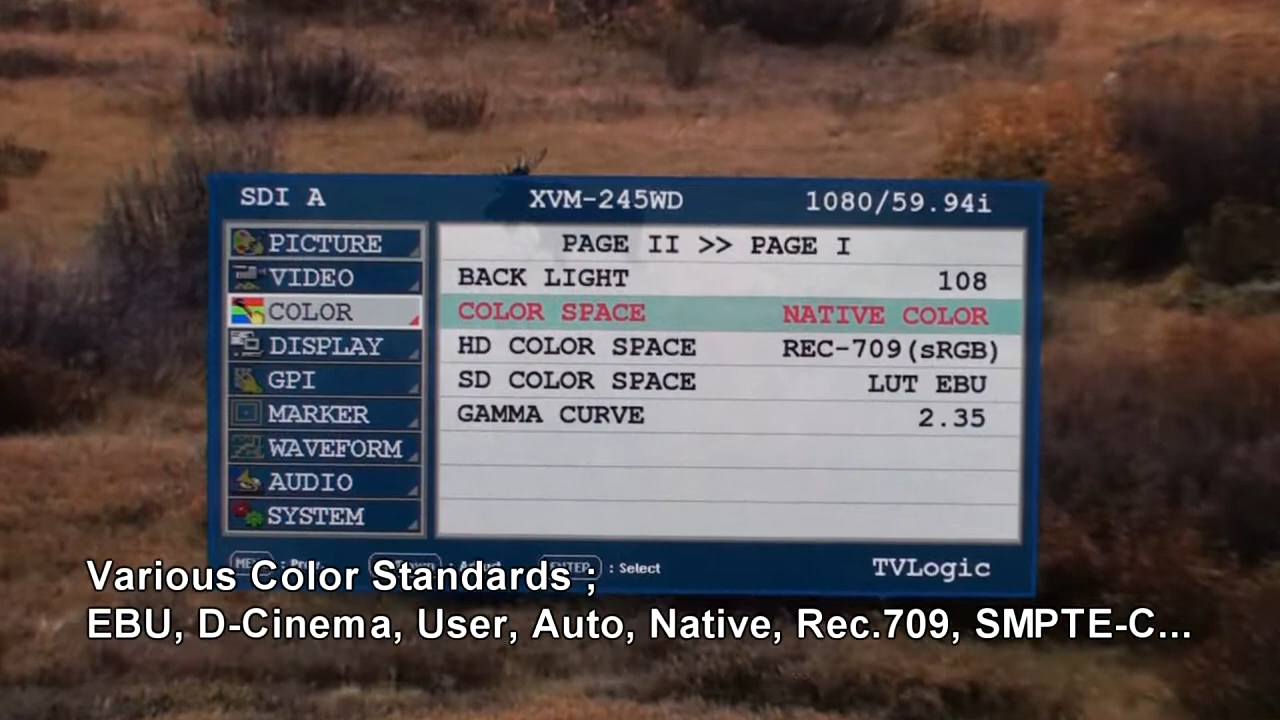 SDI A XVM-245WD 1080/59.94i
PICTURE
VIDEO
COLOR
DISPLAY
GPI
MARKER
WAVEFORM
AUDIO
SYSTEM
PAGE II >> PAGE I
BACK LIGHT 108
COLOR SPACE NATIVE COLOR
HD COLOR SPACE REC-709(sRGB)
SD COLOR SPACE LUT EBU
GAMMA CURVE 2.35
: Select TVLogic
Various Color Standards ;
EBU, D-Cinema, User, Auto, Native, Rec.709, SMPTE-C...